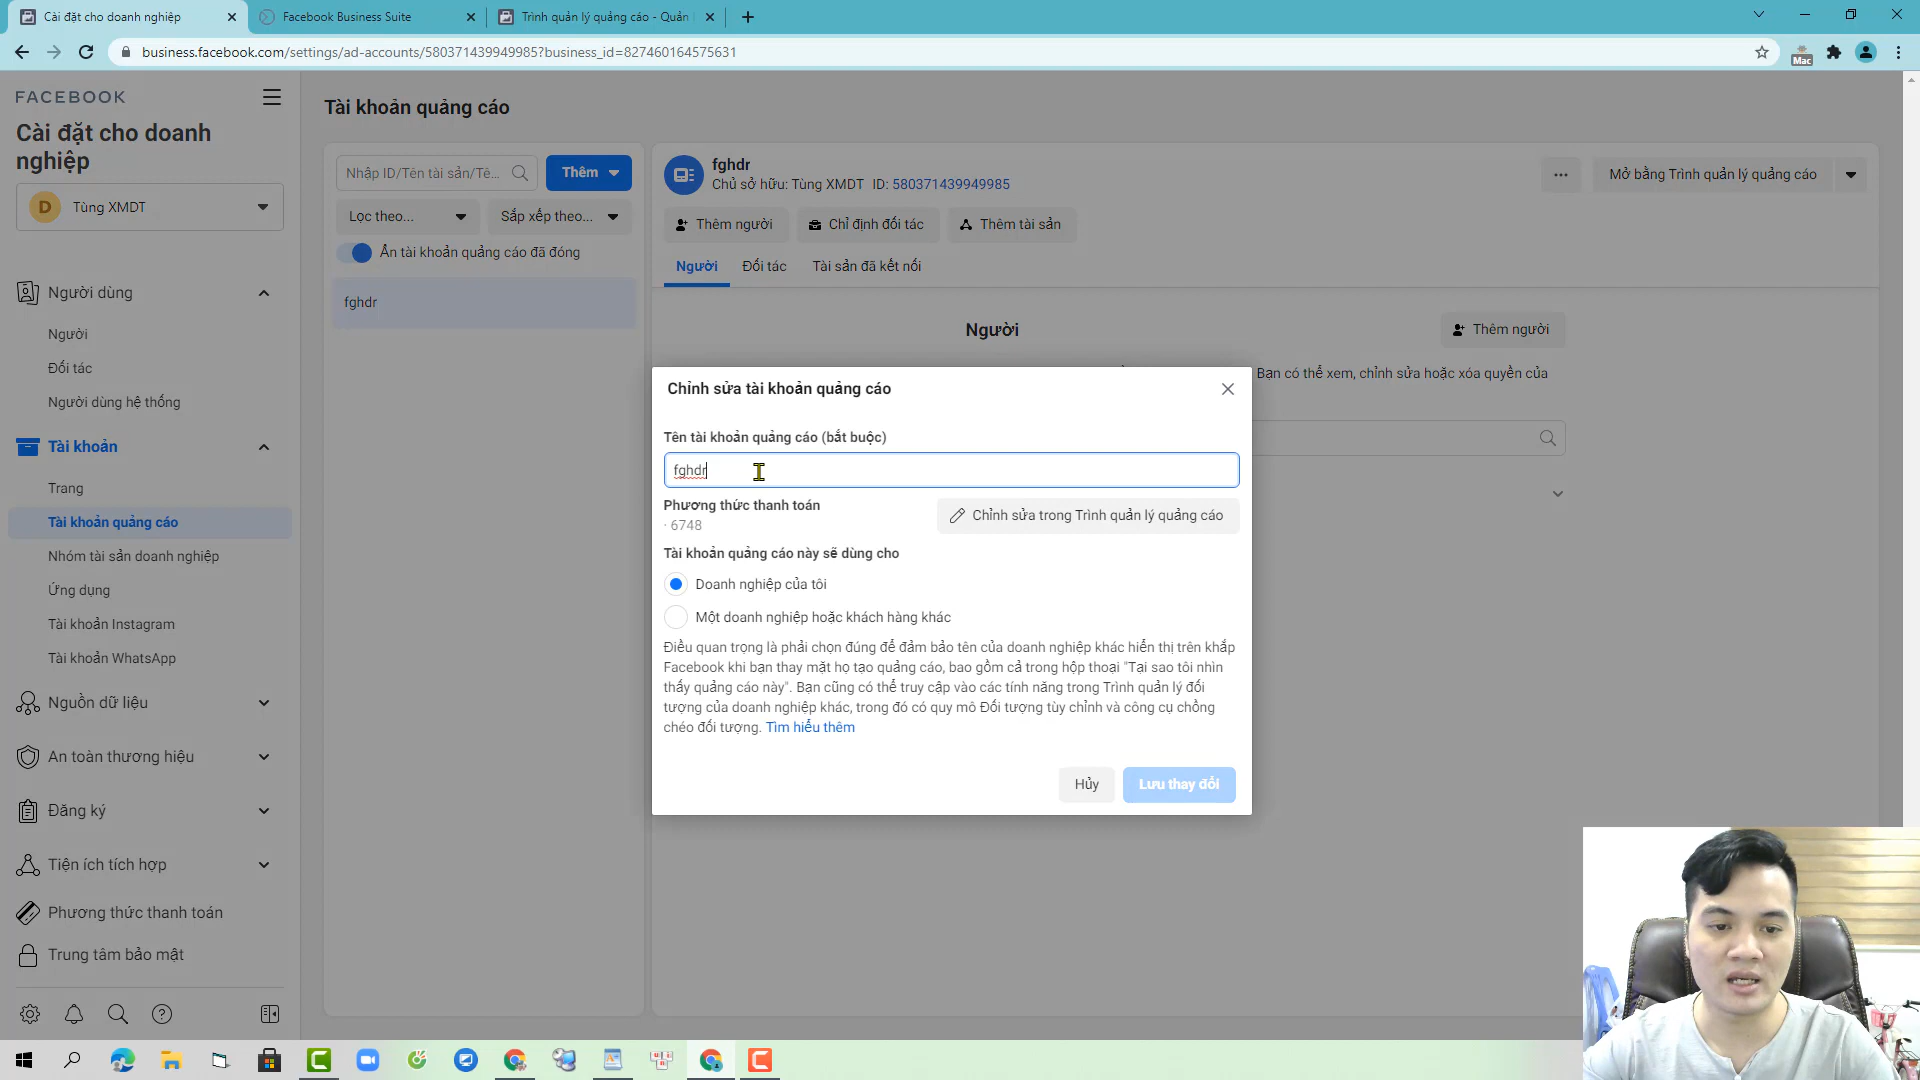 Cài đặt cho doanh nghiệp
Facebook Business Suite
Trình quản lý quảng cáo - Quản
business.facebook.com/settings/ad-accounts/580371439949985?business_id=827460164575631
Mac
FACEBOOK
Cài đặt cho doanh
nghiệp
D
Tùng XMDT
Người dùng
Người
Đối tác
Người dùng hệ thống
Tài khoản
Trang
Tài khoản quảng cáo
Nhóm tài sản doanh nghiệp
Ứng dụng
Tài khoản Instagram
Tài khoản WhatsApp
Nguồn dữ liệu
An toàn thương hiệu
Đăng ký
Tiện ích tích hợp
Phương thức thanh toán
Trung tâm bảo mật
Tài khoản quảng cáo
Nhập ID/Tên tài sản/Tê...
Thêm
Lọc theo...
Sắp xếp theo...
Ẩn tài khoản quảng cáo đã đóng
fghdr
fghdr
Chủ sở hữu: Tùng XMDT ID: 580371439949985
Mở bằng Trình quản lý quảng cáo
Thêm người
Chỉ định đối tác
Thêm tài sản
Người
Đối tác
Tài sản đã kết nối
Người
Thêm người
Bạn có thể xem, chỉnh sửa hoặc xóa quyền của
Chỉnh sửa tài khoản quảng cáo
Tên tài khoản quảng cáo (bắt buộc)
fghdr
Phương thức thanh toán
· 6748
Chỉnh sửa trong Trình quản lý quảng cáo
Tài khoản quảng cáo này sẽ dùng cho
Doanh nghiệp của tôi
Một doanh nghiệp hoặc khách hàng khác
Điều quan trọng là phải chọn đúng để đảm bảo tên của doanh nghiệp khác hiển thị trên khắp
Facebook khi bạn thay mặt họ tạo quảng cáo, bao gồm cả trong hộp thoại "Tại sao tôi nhìn
thấy quảng cáo này". Bạn cũng có thể truy cập vào các tính năng trong Trình quản lý đối
tượng của doanh nghiệp khác, trong đó có quy mô Đối tượng tùy chỉnh và công cụ chồng
chéo đối tượng. Tìm hiểu thêm
Hủy
Lưu thay đổi